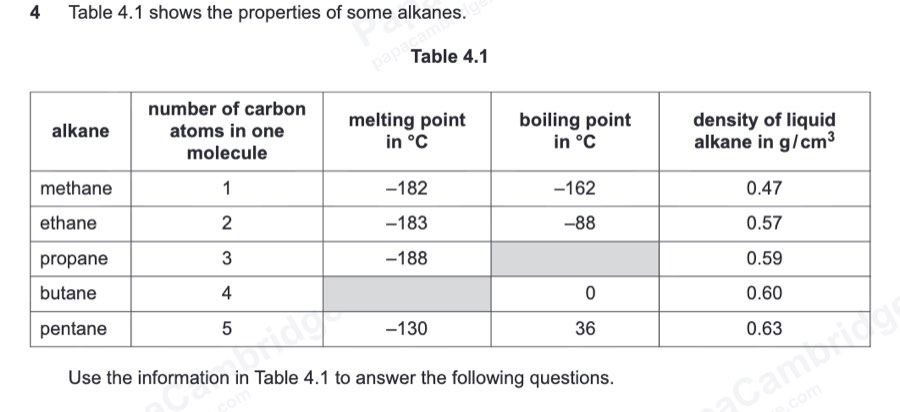 4 Table 4.1 shows the properties of some alkanes.
Table 4.1
alkane number of carbon atoms in one molecule melting point in °C boiling point in °C density of liquid alkane in g/cm³
methane 1 –182 –162 0.47
ethane 2 –183 –88 0.57
propane 3 –188 0.59
butane 4 0 0.60
pentane 5 –130 36 0.63
Use the information in Table 4.1 to answer the following questions.